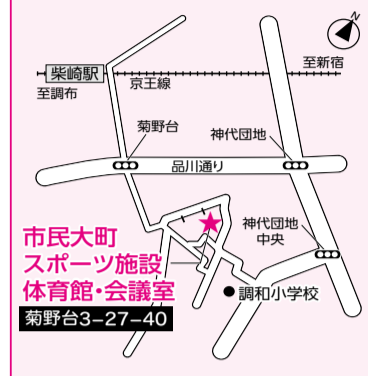 N
至新宿
柴崎駅
京王線
至調布
菊野台
神代団地
品川通り
神代団地
中央
市民大町
スポーツ施設
体育館・会議室
調和小学校
菊野台3-27-40